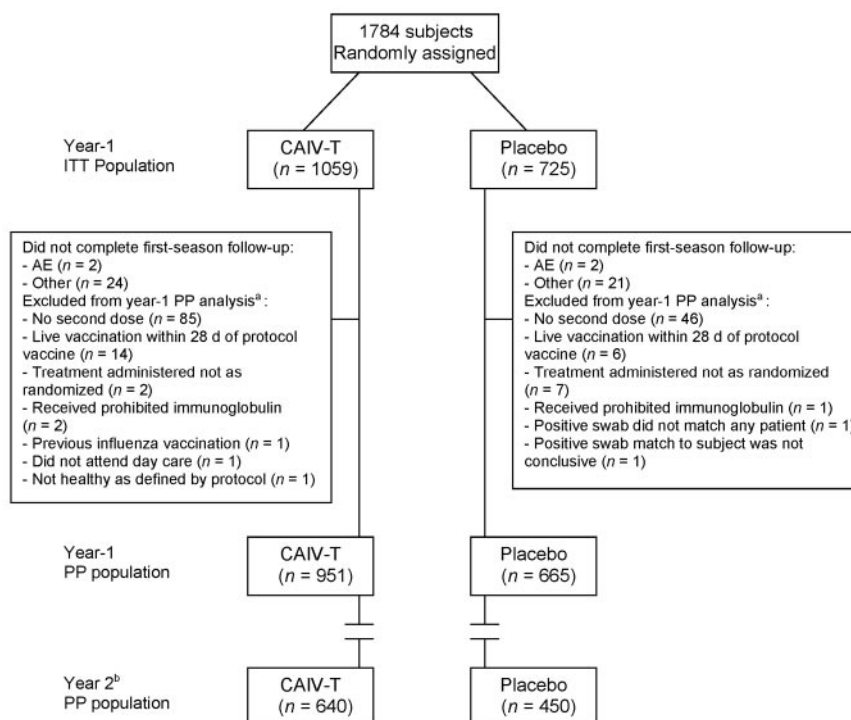 1784 subjects
Randomly assigned
Year-1
ITT Population
CAIV-T
(n = 1059)
Placebo
(n = 725)
Did not complete first-season follow-up:
- AE (n = 2)
- Other (n = 24)
Excluded from year-1 PP analysisª :
- No second dose (n = 85)
- Live vaccination within 28 d of protocol
vaccine (n = 14)
- Treatment administered not as
randomized (n = 2)
- Received prohibited immunoglobulin
(n = 2)
- Previous influenza vaccination (n = 1)
- Did not attend day care (n = 1)
- Not healthy as defined by protocol (n = 1)
Did not complete first-season follow-up:
- AE (n = 2)
- Other (n = 21)
Excluded from year-1 PP analysisª :
- No second dose (n = 46)
- Live vaccination within 28 d of protocol
vaccine (n = 6)
- Treatment administered not as randomized
(n = 7)
- Received prohibited immunoglobulin (n = 1)
- Positive swab did not match any patient (n = 1)
- Positive swab match to subject was not
conclusive (n = 1)
Year-1
PP population
CAIV-T
(n = 951)
Placebo
(n = 665)
Year 2ᵇ
PP population
CAIV-T
(n = 640)
Placebo
(n = 450)